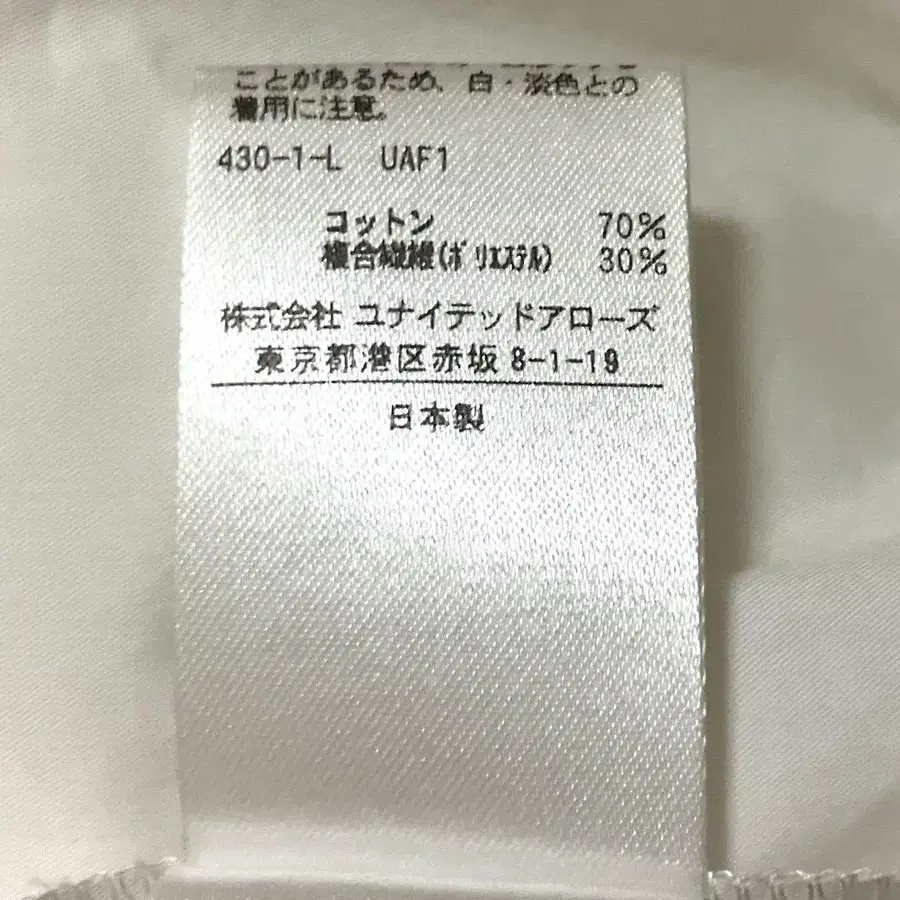 ことがあるため、白・淡色との
着用に注意。
430-1-L UAF1
コットン 70%
複合繊維(ポリエステル) 30%
株式会社 ユナイテッドアローズ
東京都港区赤坂 8-1-19
日本製